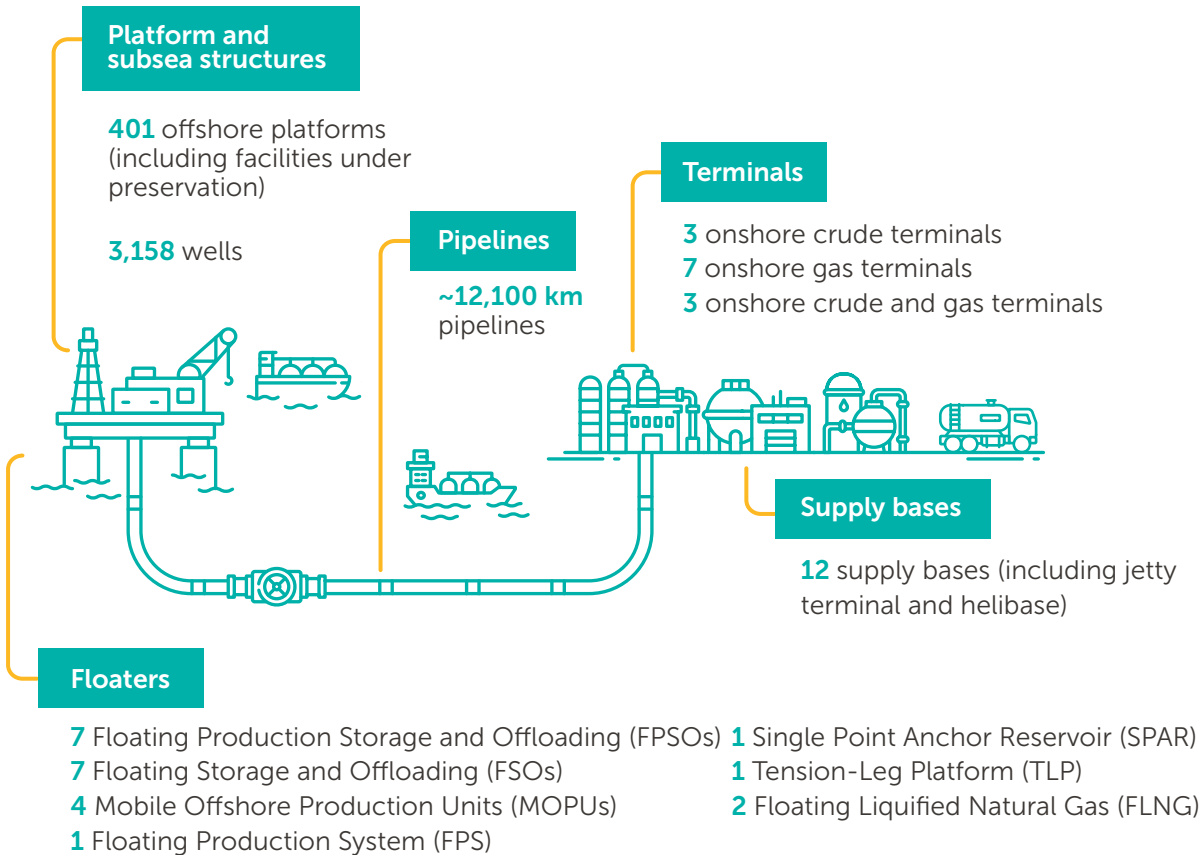 Platform and
subsea structures
401 offshore platforms
(including facilities under
preservation)
3,158 wells
Pipelines
~12,100 km
pipelines
Terminals
3 onshore crude terminals
7 onshore gas terminals
3 onshore crude and gas terminals
Supply bases
12 supply bases (including jetty
terminal and helibase)
Floaters
7 Floating Production Storage and Offloading (FPSOs)
7 Floating Storage and Offloading (FSOs)
4 Mobile Offshore Production Units (MOPUs)
1 Floating Production System (FPS)
1 Single Point Anchor Reservoir (SPAR)
1 Tension-Leg Platform (TLP)
2 Floating Liquified Natural Gas (FLNG)